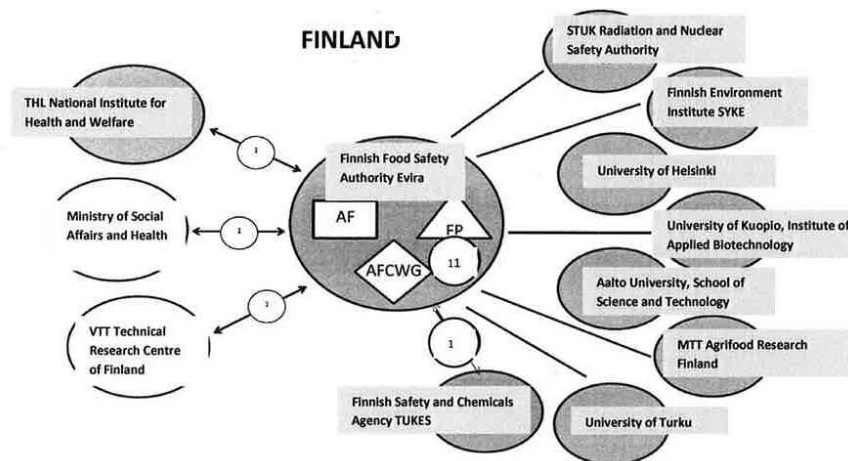 FINLAND
STUK Radiation and Nuclear
Safety Authority
THL National Institute for
Health and Welfare
Finnish Environment
Institute SYKE
1
Finnish Food Safety
Authority Evira
University of Helsinki
AF
FP
Ministry of Social
Affairs and Health
1
University of Kuopio, Institute of
Applied Biotechnology
AFCWG
11
Aalto University, School of
Science and Technology
1
VTT Technical
Research Centre
of Finland
1
MTT Agrifood Research
Finland
Finnish Safety and Chemicals
Agency TUKES
University of Turku